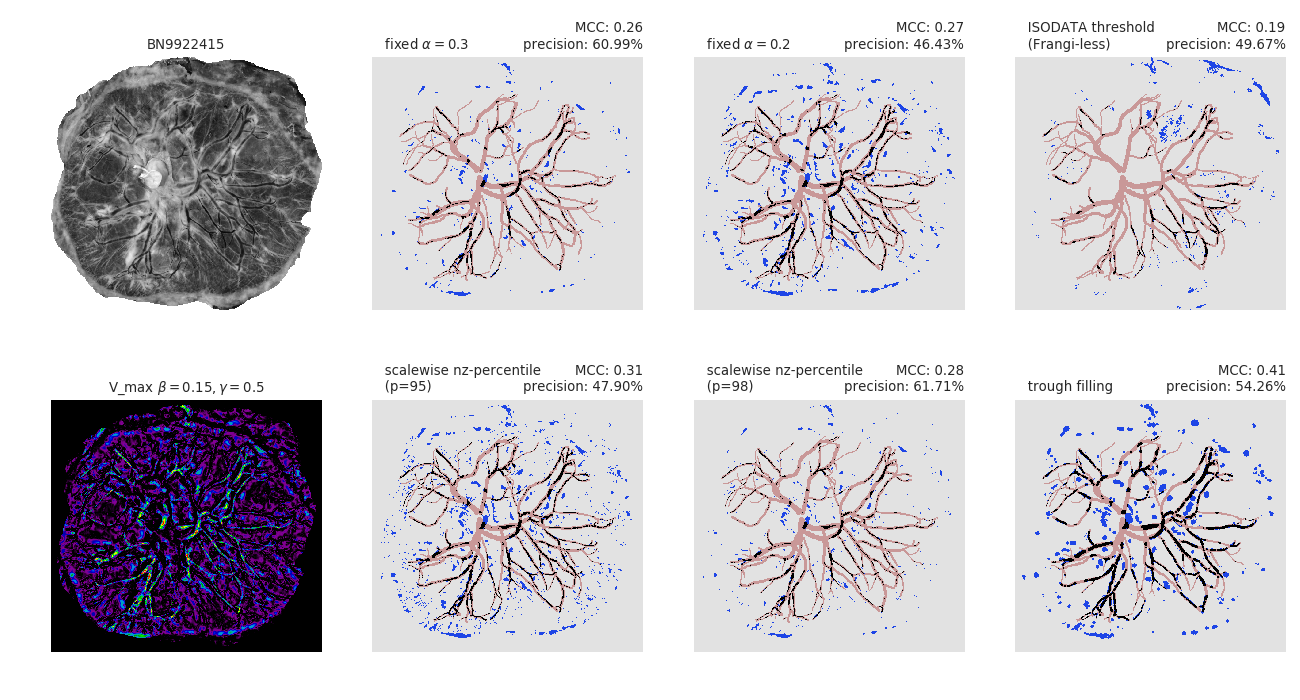 BN9922415
fixed α = 0.3
MCC: 0.26
precision: 60.99%
fixed α = 0.2
MCC: 0.27
precision: 46.43%
ISODATA threshold
(Frangi-less)
MCC: 0.19
precision: 49.67%
V_max β = 0.15, γ = 0.5
scalewise nz-percentile
(p=95)
MCC: 0.31
precision: 47.90%
scalewise nz-percentile
(p=98)
MCC: 0.28
precision: 61.71%
trough filling
MCC: 0.41
precision: 54.26%